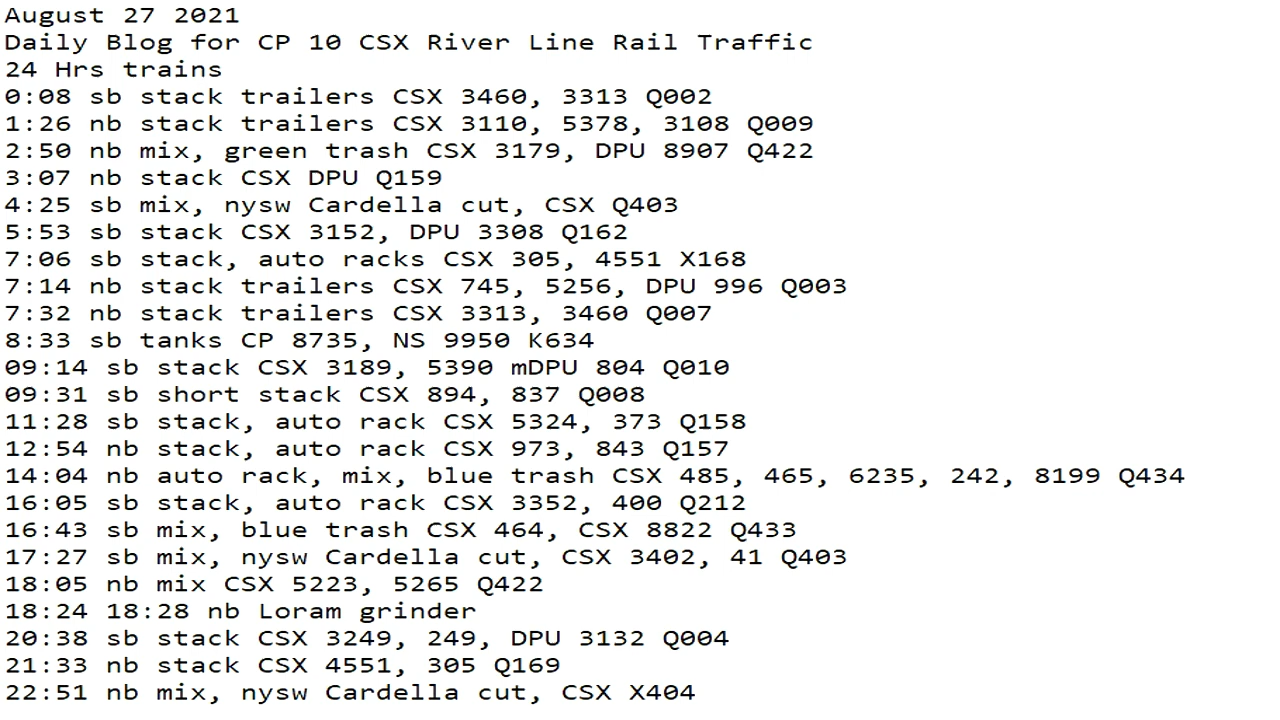 August 27 2021
Daily Blog for CP 10 CSX River Line Rail Traffic
24 Hrs trains
0:08 sb stack trailers CSX 3460, 3313 Q002
1:26 nb stack trailers CSX 3110, 5378, 3108 Q009
2:50 nb mix, green trash CSX 3179, DPU 8907 Q422
3:07 nb stack CSX DPU Q159
4:25 sb mix, nysw Cardella cut, CSX Q403
5:53 sb stack CSX 3152, DPU 3308 Q162
7:06 sb stack, auto racks CSX 305, 4551 X168
7:14 nb stack trailers CSX 745, 5256, DPU 996 Q003
7:32 nb stack trailers CSX 3313, 3460 Q007
8:33 sb tanks CP 8735, NS 9950 K634
09:14 sb stack CSX 3189, 5390 mDPU 804 Q010
09:31 sb short stack CSX 894, 837 Q008
11:28 sb stack, auto rack CSX 5324, 373 Q158
12:54 nb stack, auto rack CSX 973, 843 Q157
14:04 nb auto rack, mix, blue trash CSX 485, 465, 6235, 242, 8199 Q434
16:05 sb stack, auto rack CSX 3352, 400 Q212
16:43 sb mix, blue trash CSX 464, CSX 8822 Q433
17:27 sb mix, nysw Cardella cut, CSX 3402, 41 Q403
18:05 nb mix CSX 5223, 5265 Q422
18:24 18:28 nb Loram grinder
20:38 sb stack CSX 3249, 249, DPU 3132 Q004
21:33 nb stack CSX 4551, 305 Q169
22:51 nb mix, nysw Cardella cut, CSX X404